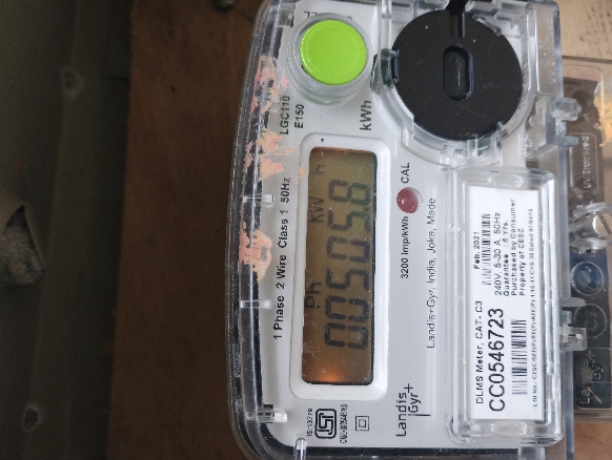 LGC110
E150
kWh
1 Phase 2 Wire Class 1 50Hz
Ph kW h
005058
3200 imp/kWh CAL
Landis+Gyr, India, Joka, Made
Landis
Gyr+
DLMS Meter, CAT- C3
Feb. 2021
CC0546723
240V, 5-30 A, 50Hz
Purchased by Consumer
Property of CESC